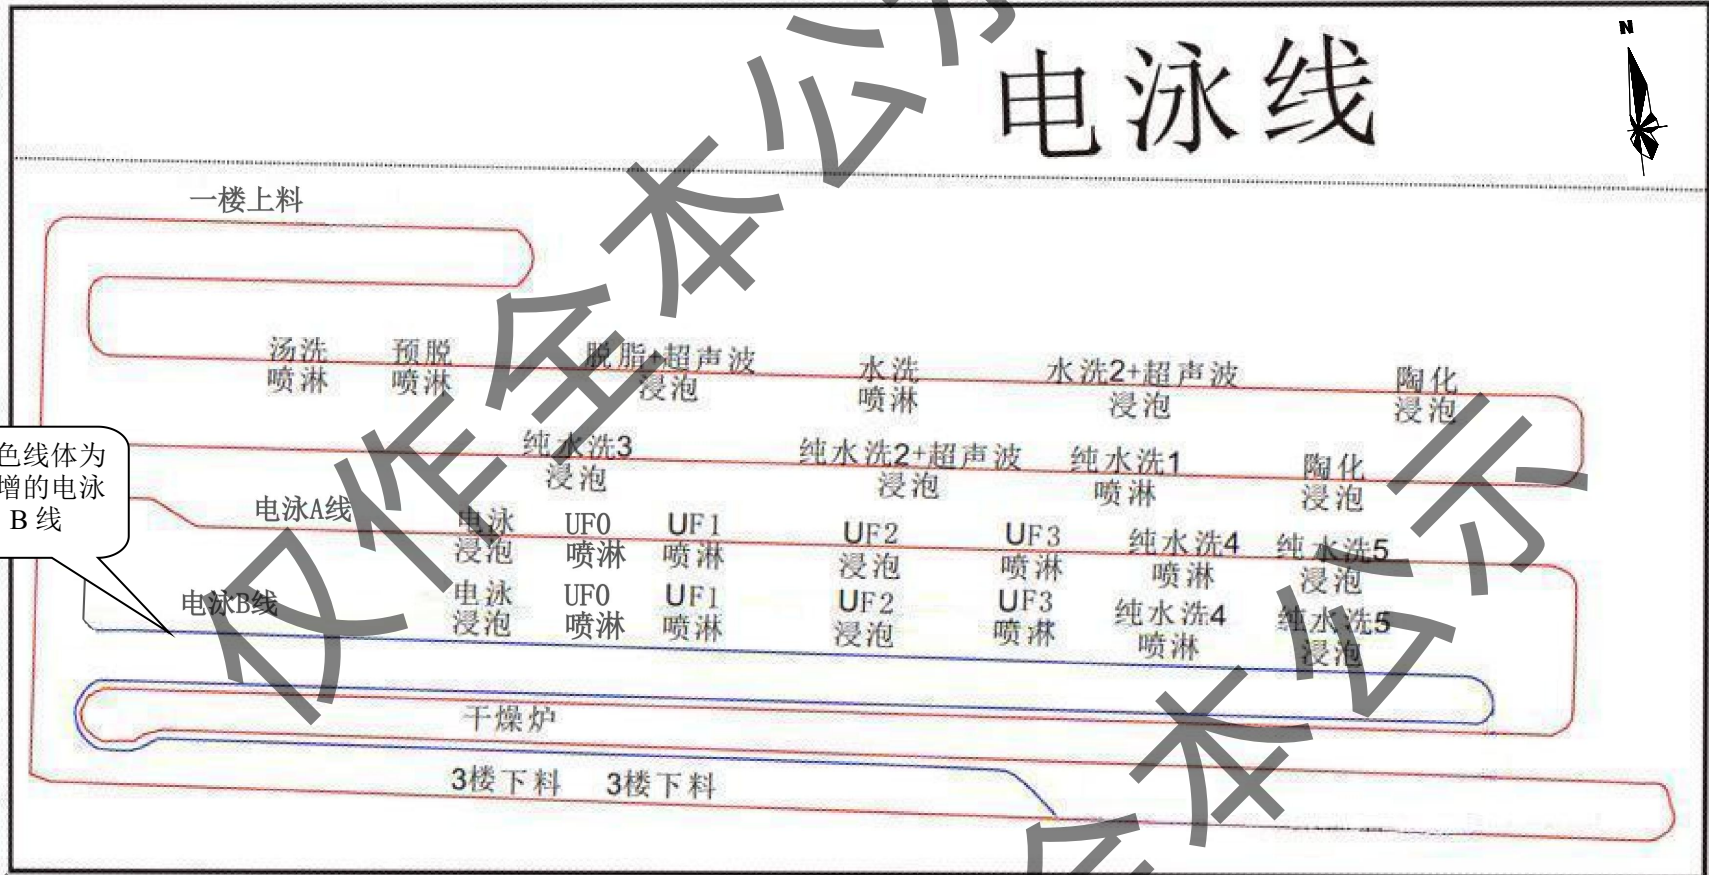 电泳线
N
一楼上料
汤洗 预脱 脱脂+超声波 水洗 水洗2+超声波 陶化
喷淋 喷淋 浸泡 喷淋 浸泡 浸泡
纯水洗3 纯水洗2+超声波 纯水洗1 陶化
浸泡 浸泡 喷淋 浸泡
色线体为
增的电泳
B 线
电泳A线
电泳 UF0 UF1 UF2 UF3 纯水洗4 纯水洗5
浸泡 喷淋 喷淋 浸泡 喷淋 喷淋 浸泡
电泳B线
电泳 UF0 UF1 UF2 UF3 纯水洗4 纯水洗5
浸泡 喷淋 喷淋 浸泡 喷淋 喷淋 浸泡
干燥炉
3楼下料 3楼下料
仅作全本公示
全本公示